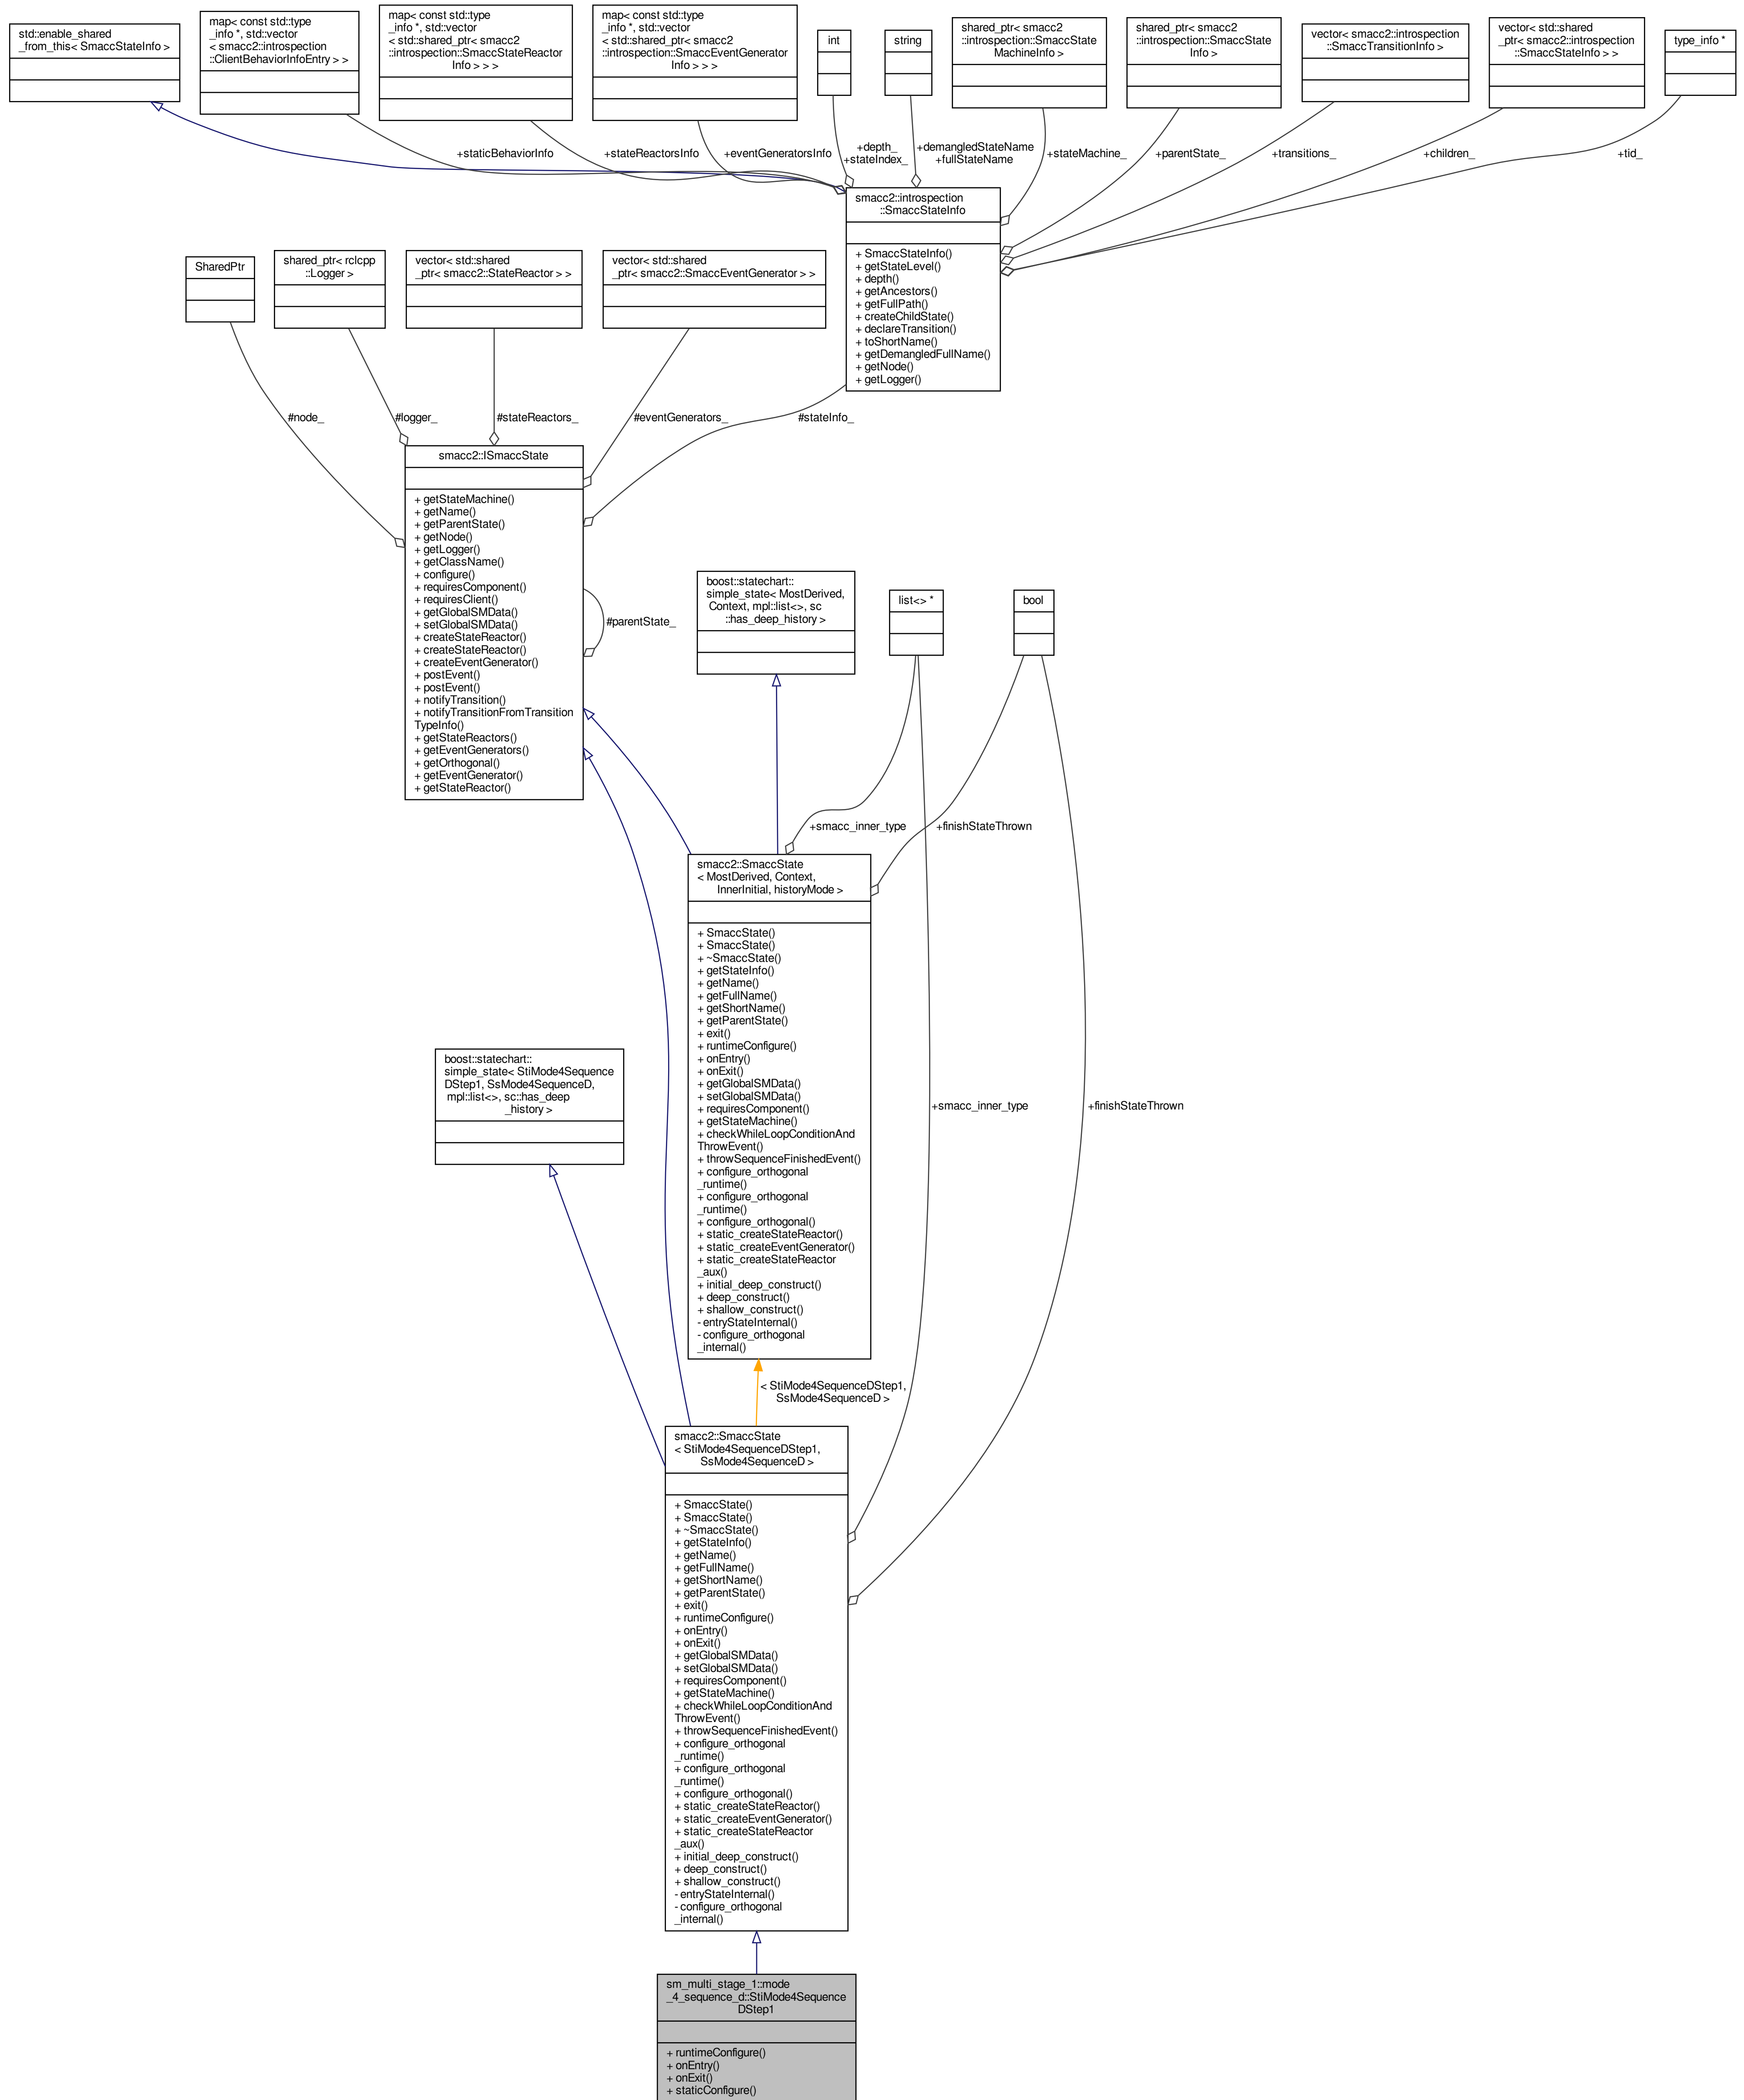 std::enable_shared
_from_this< SmaccStateInfo >
map< const std::type
_info *, std::vector
< smacc2::introspection
::ClientBehaviorInfoEntry > >
map< const std::type
_info *, std::vector
< std::shared_ptr< smacc2
::introspection::SmaccStateReactor
Info > > >
map< const std::type
_info *, std::vector
< std::shared_ptr< smacc2
::introspection::SmaccEventGenerator
Info > > >
int
string
shared_ptr< smacc2
::introspection::SmaccState
MachineInfo >
shared_ptr< smacc2
::introspection::SmaccState
Info >
vector< smacc2::introspection
::SmaccTransitionInfo >
vector< std::shared
_ptr< smacc2::introspection
::SmaccStateInfo > >
type_info *
+staticBehaviorInfo
+stateReactorsInfo
+eventGeneratorsInfo
+depth_
+stateIndex_
+demangledStateName
+fullStateName
+stateMachine_
+parentState_
+transitions_
+children_
+tid_
smacc2::introspection
::SmaccStateInfo
+ SmaccStateInfo()
+ getStateLevel()
+ depth()
+ getAncestors()
+ getFullPath()
+ createChildState()
+ declareTransition()
+ toShortName()
+ getDemangledFullName()
+ getNode()
+ getLogger()
SharedPtr
shared_ptr< rclcpp
::Logger >
vector< std::shared
_ptr< smacc2::StateReactor > >
vector< std::shared
_ptr< smacc2::SmaccEventGenerator > >
#node_
#logger_
#stateReactors_
#eventGenerators_
#stateInfo_
smacc2::ISmaccState
+ getStateMachine()
+ getName()
+ getParentState()
+ getNode()
+ getLogger()
+ getClassName()
+ configure()
+ requiresComponent()
+ requiresClient()
+ getGlobalSMData()
+ setGlobalSMData()
+ createStateReactor()
+ createStateReactor()
+ createEventGenerator()
+ postEvent()
+ postEvent()
+ notifyTransition()
+ notifyTransitionFromTransition
TypeInfo()
+ getStateReactors()
+ getEventGenerators()
+ getOrthogonal()
+ getEventGenerator()
+ getStateReactor()
#parentState_
boost::statechart::
simple_state< MostDerived,
Context, mpl::list<>, sc
::has_deep_history >
list<> *
bool
+smacc_inner_type
+finishStateThrown
smacc2::SmaccState
< MostDerived, Context,
InnerInitial, historyMode >
+ SmaccState()
+ SmaccState()
+ ~SmaccState()
+ getStateInfo()
+ getName()
+ getFullName()
+ getShortName()
+ getParentState()
+ exit()
+ runtimeConfigure()
+ onEntry()
+ onExit()
+ getGlobalSMData()
+ setGlobalSMData()
+ requiresComponent()
+ getStateMachine()
+ checkWhileLoopConditionAnd
ThrowEvent()
+ throwSequenceFinishedEvent()
+ configure_orthogonal
_runtime()
+ configure_orthogonal
_runtime()
+ configure_orthogonal()
+ static_createStateReactor()
+ static_createEventGenerator()
+ static_createStateReactor
_aux()
+ initial_deep_construct()
+ deep_construct()
+ shallow_construct()
- entryStateInternal()
- configure_orthogonal
_internal()
boost::statechart::
simple_state< StiMode4Sequence
DStep1, SsMode4SequenceD,
mpl::list<>, sc::has_deep
_history >
+smacc_inner_type
+finishStateThrown
< StiMode4SequenceDStep1,
SsMode4SequenceD >
smacc2::SmaccState
< StiMode4SequenceDStep1,
SsMode4SequenceD >
+ SmaccState()
+ SmaccState()
+ ~SmaccState()
+ getStateInfo()
+ getName()
+ getFullName()
+ getShortName()
+ getParentState()
+ exit()
+ runtimeConfigure()
+ onEntry()
+ onExit()
+ getGlobalSMData()
+ setGlobalSMData()
+ requiresComponent()
+ getStateMachine()
+ checkWhileLoopConditionAnd
ThrowEvent()
+ throwSequenceFinishedEvent()
+ configure_orthogonal
_runtime()
+ configure_orthogonal
_runtime()
+ configure_orthogonal()
+ static_createStateReactor()
+ static_createEventGenerator()
+ static_createStateReactor
_aux()
+ initial_deep_construct()
+ deep_construct()
+ shallow_construct()
- entryStateInternal()
- configure_orthogonal
_internal()
sm_multi_stage_1::mode
_4_sequence_d::StiMode4Sequence
DStep1
+ runtimeConfigure()
+ onEntry()
+ onExit()
+ staticConfigure()